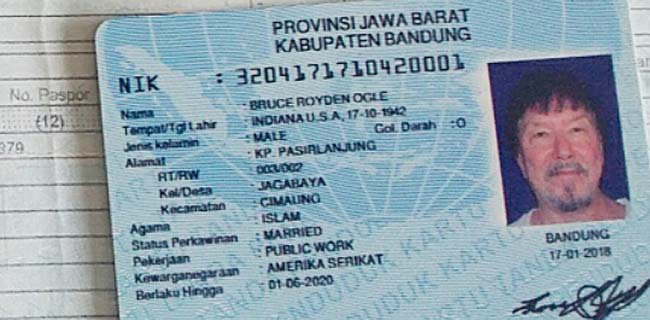 PROVINSI JAWA BARAT
KABUPATEN BANDUNG
NIK : 3204171710420001
Nama : BRUCE ROYDEN OGLE
Tempat/Tgl Lahir : INDIANA U.S.A, 17-10-1942
Jenis kelamin : MALE Gol. Darah : O
Alamat : KP. PASIRLANJUNG
RT/RW : 003/002
Kel/Desa : JAGABAYA
Kecamatan : CIMAUNG
Agama : ISLAM
Status Perkawinan : MARRIED
Pekerjaan : PUBLIC WORK
Kewarganegaraan : AMERIKA SERIKAT
Berlaku Hingga : 01-06-2020
BANDUNG
17-01-2018
No. Paspor
(12)
379